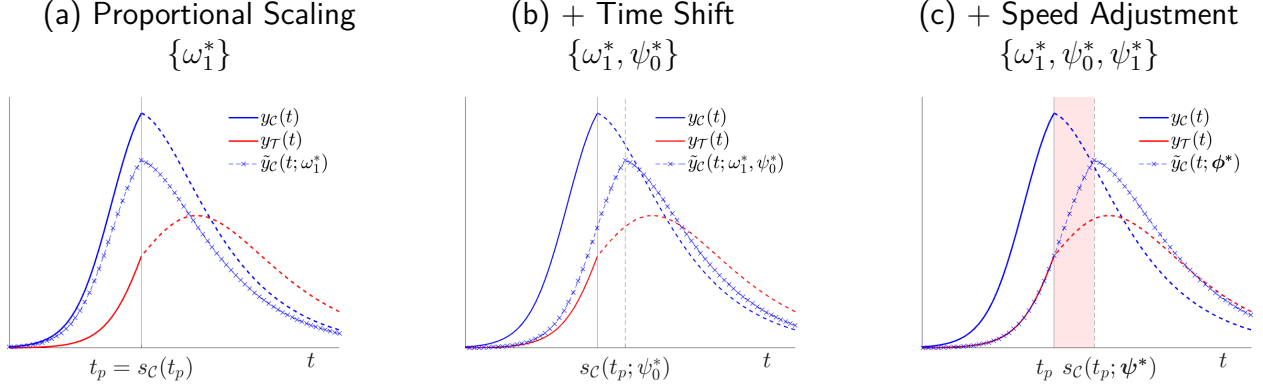 (a) Proportional Scaling
{ω₁*}
y_𝒞(t)
y_𝒯(t)
ỹ_𝒞(t; ω₁*)
t_p = s_𝒞(t_p)
t
(b) + Time Shift
{ω₁*, ψ₀*}
y_𝒞(t)
y_𝒯(t)
ỹ_𝒞(t; ω₁*, ψ₀*)
s_𝒞(t_p; ψ₀*)
t
(c) + Speed Adjustment
{ω₁*, ψ₀*, ψ₁*}
y_𝒞(t)
y_𝒯(t)
ỹ_𝒞(t; ϕ*)
t_p s_𝒞(t_p; ψ*)
t